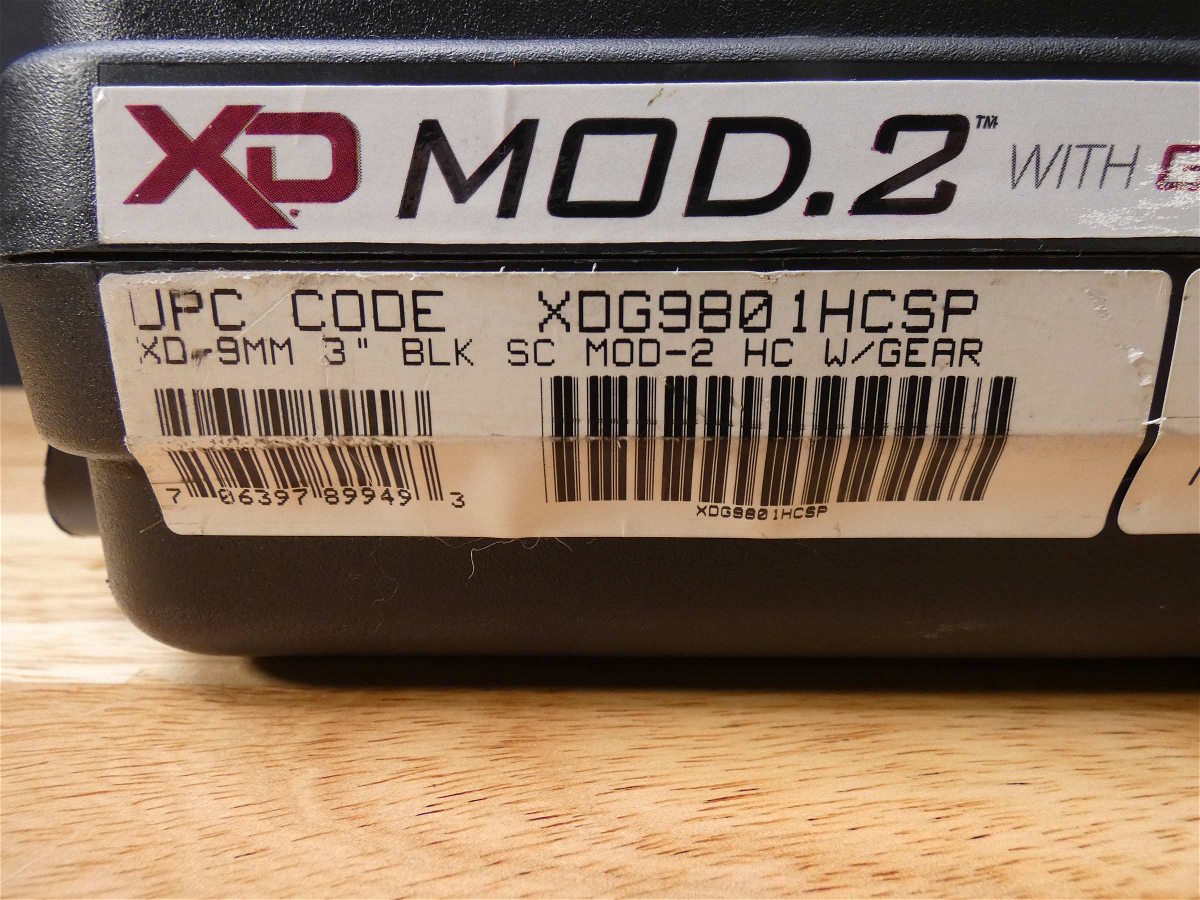 XD MOD.2™ WITH
UPC CODE XDG9801HCSP
XD-9MM 3" BLK SC MOD-2 HC W/GEAR
7 06397 89949 3
XDG9801HCSP